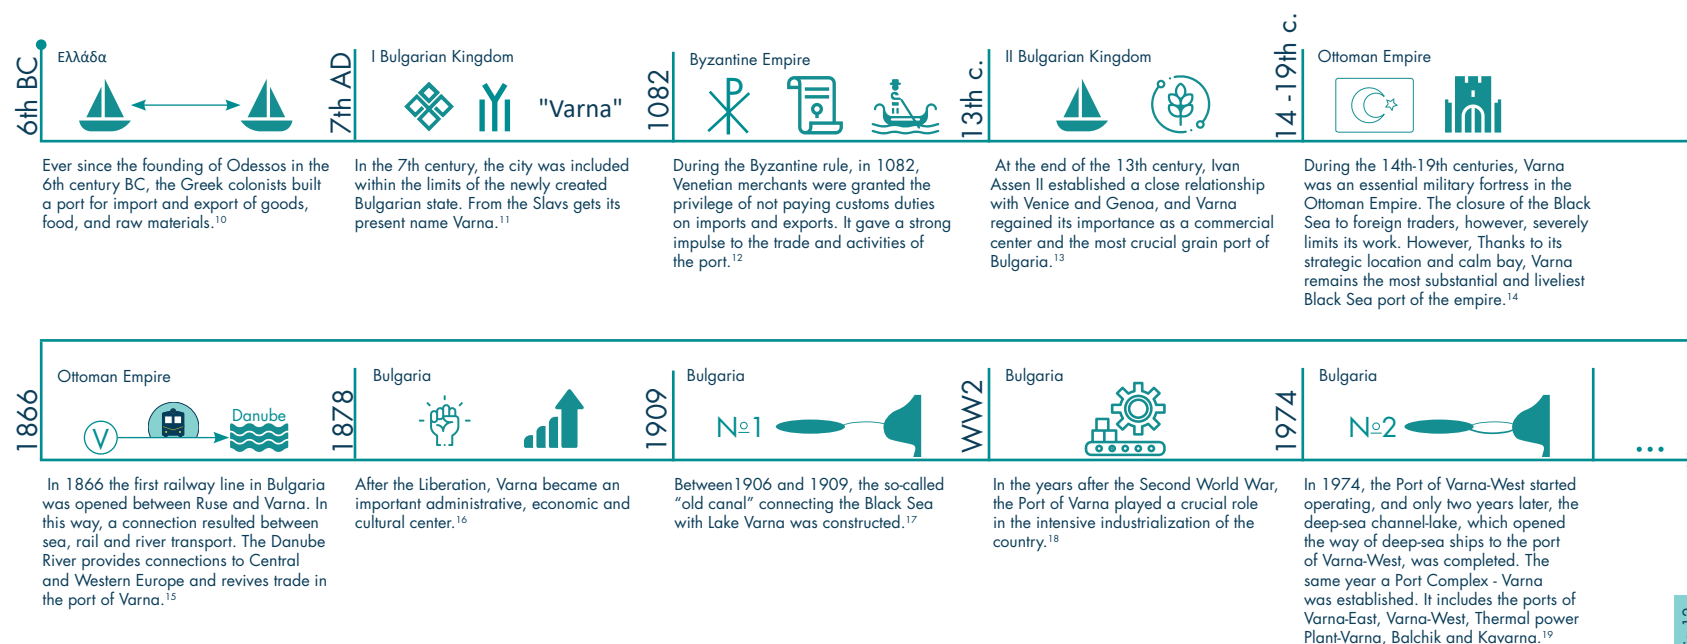 6th BC
Ελλάδα
Ever since the founding of Odessos in the
6th century BC, the Greek colonists built
a port for import and export of goods,
food, and raw materials.10
7th AD
I Bulgarian Kingdom
"Varna"
In the 7th century, the city was included
within the limits of the newly created
Bulgarian state. From the Slavs gets its
present name Varna.11
1082
Byzantine Empire
During the Byzantine rule, in 1082,
Venetian merchants were granted the
privilege of not paying customs duties
on imports and exports. It gave a strong
impulse to the trade and activities of
the port.12
13th c.
II Bulgarian Kingdom
At the end of the 13th century, Ivan
Assen II established a close relationship
with Venice and Genoa, and Varna
regained its importance as a commercial
center and the most crucial grain port of
Bulgaria.13
14 -19th c.
Ottoman Empire
During the 14th-19th centuries, Varna
was an essential military fortress in the
Ottoman Empire. The closure of the Black
Sea to foreign traders, however, severely
limits its work. However, Thanks to its
strategic location and calm bay, Varna
remains the most substantial and liveliest
Black Sea port of the empire.14
1866
Ottoman Empire
V
Danube
In 1866 the first railway line in Bulgaria
was opened between Ruse and Varna. In
this way, a connection resulted between
sea, rail and river transport. The Danube
River provides connections to Central
and Western Europe and revives trade in
the port of Varna.15
1878
Bulgaria
After the Liberation, Varna became an
important administrative, economic and
cultural center.16
1909
Bulgaria
№1
Between1906 and 1909, the so-called
“old canal” connecting the Black Sea
with Lake Varna was constructed.17
WW2
Bulgaria
In the years after the Second World War,
the Port of Varna played a crucial role
in the intensive industrialization of the
country.18
1974
Bulgaria
№2
In 1974, the Port of Varna-West started
operating, and only two years later, the
deep-sea channel-lake, which opened
the way of deep-sea ships to the port
of Varna-West, was completed. The
same year a Port Complex - Varna
was established. It includes the ports of
Varna-East, Varna-West, Thermal power
Plant-Varna, Balchik and Kavarna.19
...